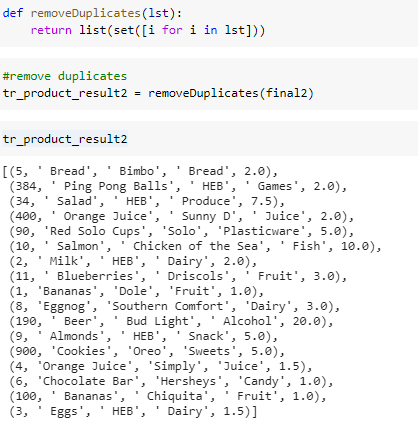 def removeDuplicates(lst):
    return list(set([i for i in lst]))
#remove duplicates
tr_product_result2 = removeDuplicates(final2)
tr_product_result2
[(5, ' Bread', ' Bimbo', ' Bread', 2.0),
 (384, ' Ping Pong Balls', ' HEB', ' Games', 2.0),
 (34, ' Salad', ' HEB', ' Produce', 7.5),
 (400, ' Orange Juice', ' Sunny D', ' Juice', 2.0),
 (90, 'Red Solo Cups', 'Solo', 'Plasticware', 5.0),
 (10, ' Salmon', ' Chicken of the Sea', ' Fish', 10.0),
 (2, ' Milk', ' HEB', ' Dairy', 2.0),
 (11, ' Blueberries', ' Driscols', ' Fruit', 3.0),
 (1, 'Bananas', 'Dole', 'Fruit', 1.0),
 (8, 'Eggnog', 'Southern Comfort', 'Dairy', 3.0),
 (190, ' Beer', ' Bud Light', ' Alcohol', 20.0),
 (9, ' Almonds', ' HEB', ' Snack', 5.0),
 (900, 'Cookies', 'Oreo', 'Sweets', 5.0),
 (4, 'Orange Juice', 'Simply', 'Juice', 1.5),
 (6, 'Chocolate Bar', 'Hersheys', 'Candy', 1.0),
 (100, ' Bananas', ' Chiquita', ' Fruit', 1.0),
 (3, ' Eggs', ' HEB', ' Dairy', 1.5)]